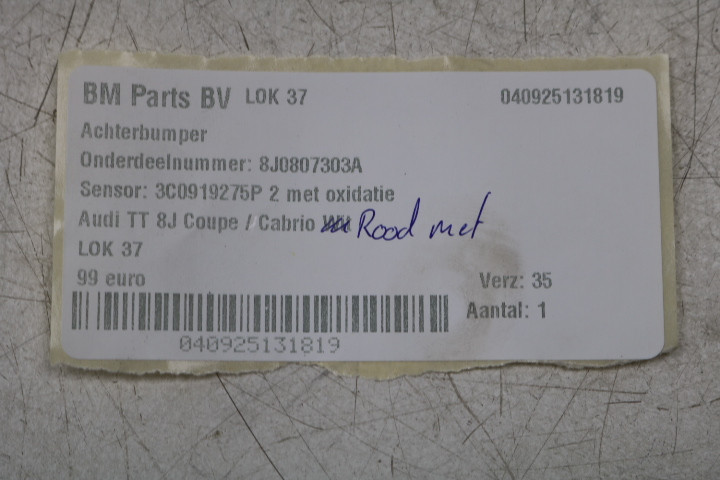 BM Parts BV LOK 37 040925131819
Achterbumper
Onderdeelnummer: 8J0807303A
Sensor: 3C0919275P 2 met oxidatie
Audi TT 8J Coupe / Cabrio Rood met
LOK 37
99 euro Verz: 35
Aantal: 1
040925131819